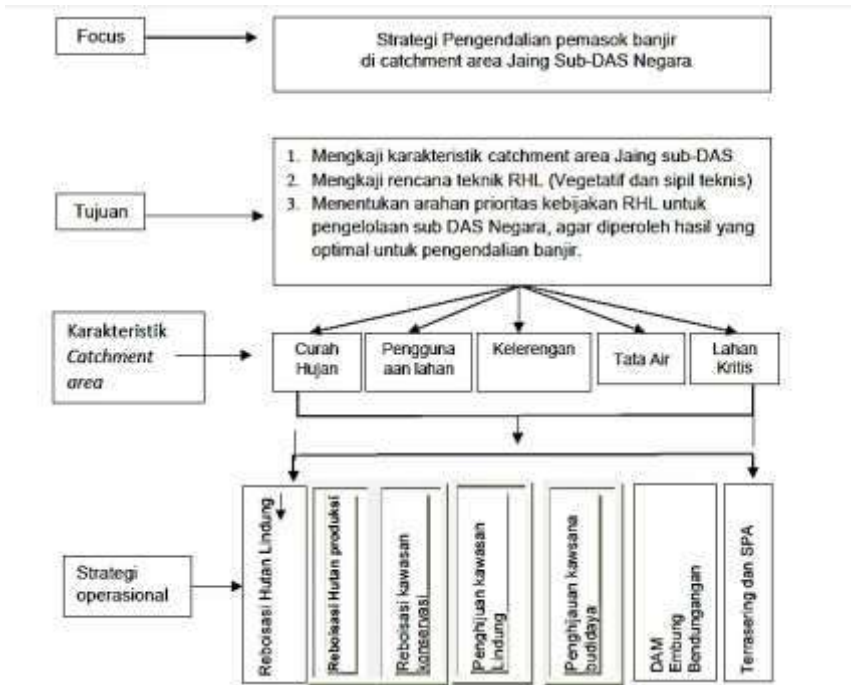 Focus
Strategi Pengendalian pemasok banjir
di catchment area Jaing Sub-DAS Negara
Tujuan
1. Mengkaji karakteristik catchment area Jaing sub-DAS
2. Mengkaji rencana teknik RHL (Vegetatif dan sipil teknis)
3. Menentukan arahan prioritas kebijakan RHL untuk
pengelolaan sub DAS Negara, agar diperoleh hasil yang
optimal untuk pengendalian banjir.
Karakteristik
Catchment
area
Curah
Hujan
Pengguna
aan lahan
Kelerengan
Tata Air
Lahan
Kritis
Strategi
operasional
Reboisasi Hutan Lindung
Reboisasi Hutan produksi
Reboisasi kawasan
konservasi
Penghijuan kawasan
Lindung
Penghijauan kawsana
budidaya
DAM
Embung
Bendungangan
Terrasering dan SPA